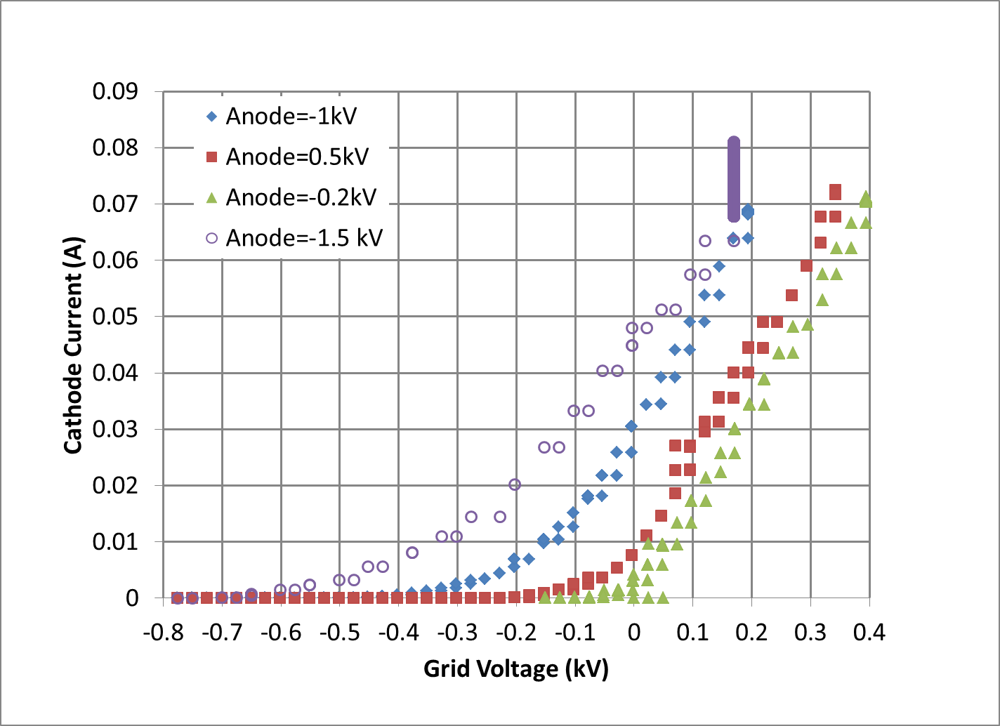 0.09
0.08
0.07
0.06
0.05
0.04
0.03
0.02
0.01
0
Cathode Current (A)
Anode=-1kV
Anode=0.5kV
Anode=-0.2kV
Anode=-1.5 kV
-0.8 -0.7 -0.6 -0.5 -0.4 -0.3 -0.2 -0.1 0 0.1 0.2 0.3 0.4
Grid Voltage (kV)